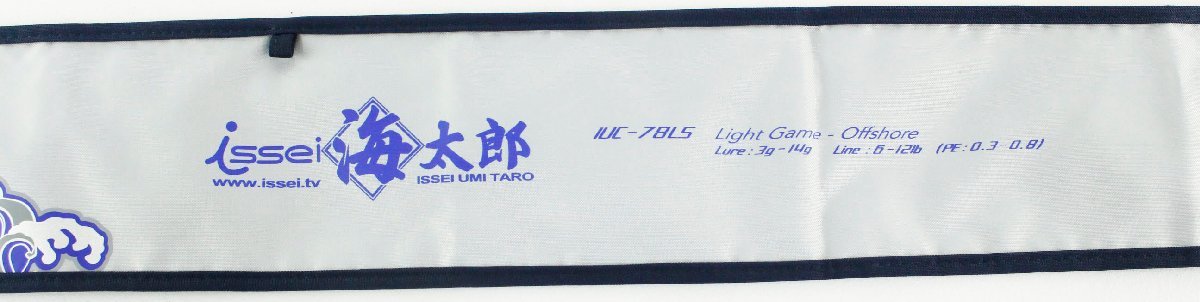 issei 海太郎
www.issei.tv ISSEI UMI TARO
IUC-78LS Light Game - Offshore
Lure : 3g-14g Line : 6-12lb (PE : 0.3-0.8)